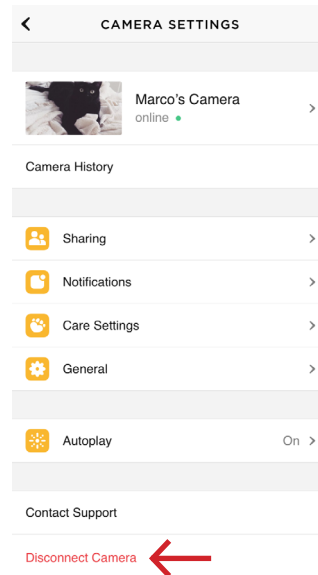 CAMERA SETTINGS
Marco's Camera
online
Camera History
Sharing
Notifications
Care Settings
General
Autoplay On
Contact Support
Disconnect Camera